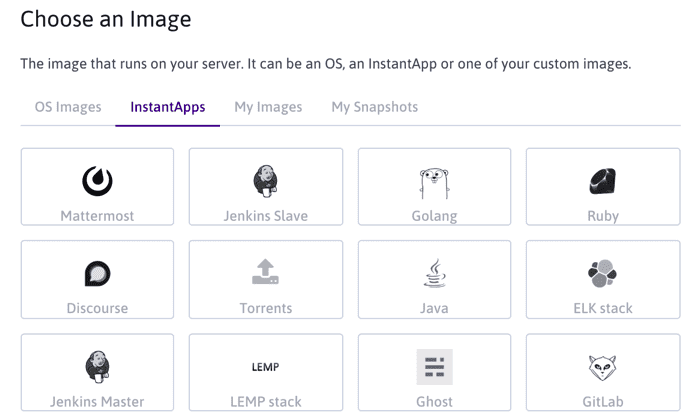 Choose an Image
The image that runs on your server. It can be an OS, an InstantApp or one of your custom images.
OS Images InstantApps My Images My Snapshots
Mattermost Jenkins Slave Golang Ruby
Discourse Torrents Java ELK stack
LEMP
Jenkins Master LEMP stack Ghost GitLab